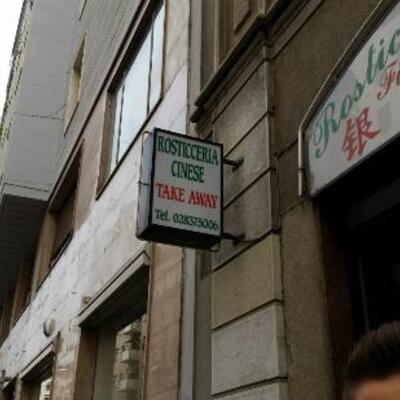 ROSTICCERIA
CINESE
TAKE AWAY
Tel. 028375006
Rostic
银